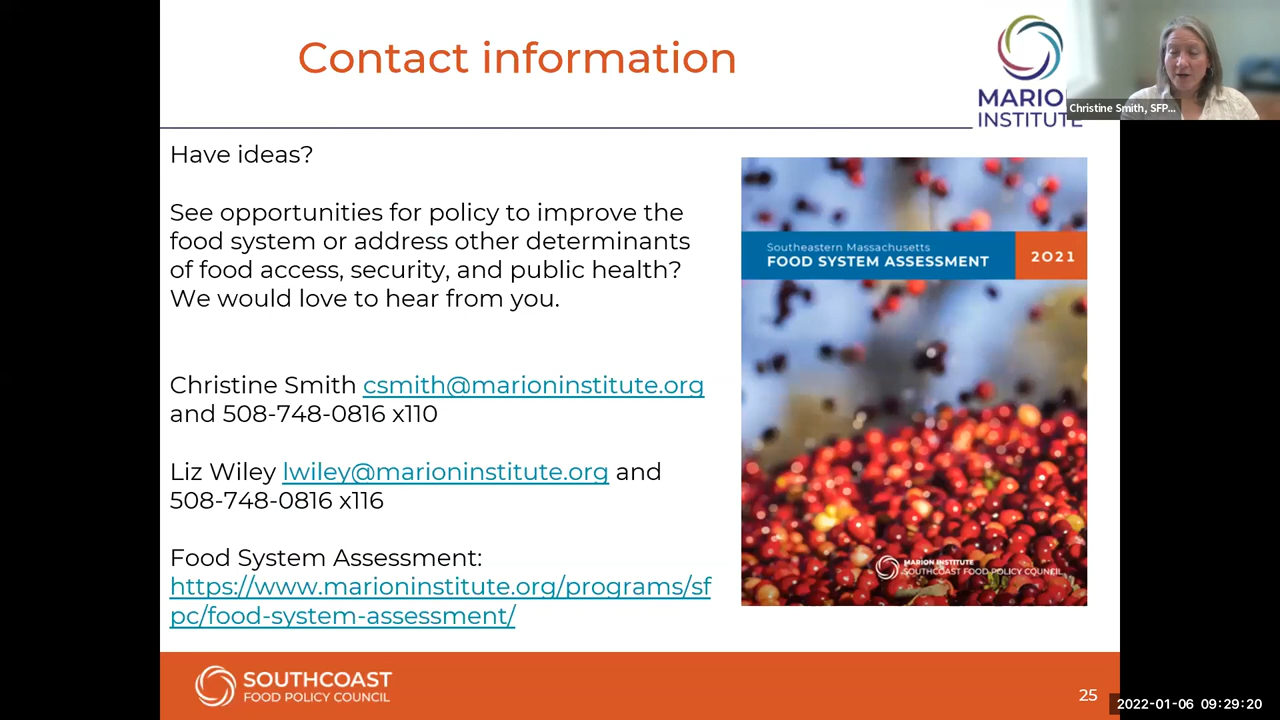 Contact information
MARIO
INSTITUTE
Christine Smith, SFP...
Have ideas?
See opportunities for policy to improve the
food system or address other determinants
of food access, security, and public health?
We would love to hear from you.
Christine Smith csmith@marioninstitute.org
and 508-748-0816 x110
Liz Wiley lwiley@marioninstitute.org and
508-748-0816 x116
Food System Assessment:
https://www.marioninstitute.org/programs/sf
pc/food-system-assessment/
Southeastern Massachusetts
FOOD SYSTEM ASSESSMENT
2021
MARION INSTITUTE
SOUTHCOAST FOOD POLICY COUNCIL
SOUTHCOAST
FOOD POLICY COUNCIL
25
2022-01-06 09:29:20